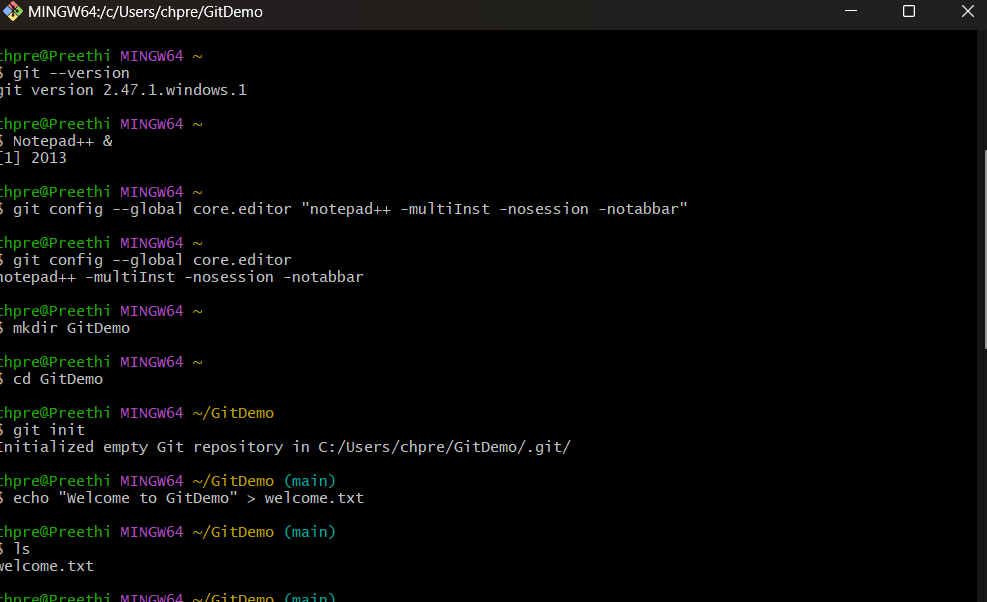 MINGW64:/c/Users/chpre/GitDemo
chpre@Preethi MINGW64 ~
$ git --version
git version 2.47.1.windows.1
chpre@Preethi MINGW64 ~
$ Notepad++ &
[1] 2013
chpre@Preethi MINGW64 ~
$ git config --global core.editor "notepad++ -multiInst -nosession -notabbar"
chpre@Preethi MINGW64 ~
$ git config --global core.editor
notepad++ -multiInst -nosession -notabbar
chpre@Preethi MINGW64 ~
$ mkdir GitDemo
chpre@Preethi MINGW64 ~
$ cd GitDemo
chpre@Preethi MINGW64 ~/GitDemo
$ git init
Initialized empty Git repository in C:/Users/chpre/GitDemo/.git/
chpre@Preethi MINGW64 ~/GitDemo (main)
$ echo "Welcome to GitDemo" > welcome.txt
chpre@Preethi MINGW64 ~/GitDemo (main)
$ ls
welcome.txt
chpre@Preethi MINGW64 ~/GitDemo (main)